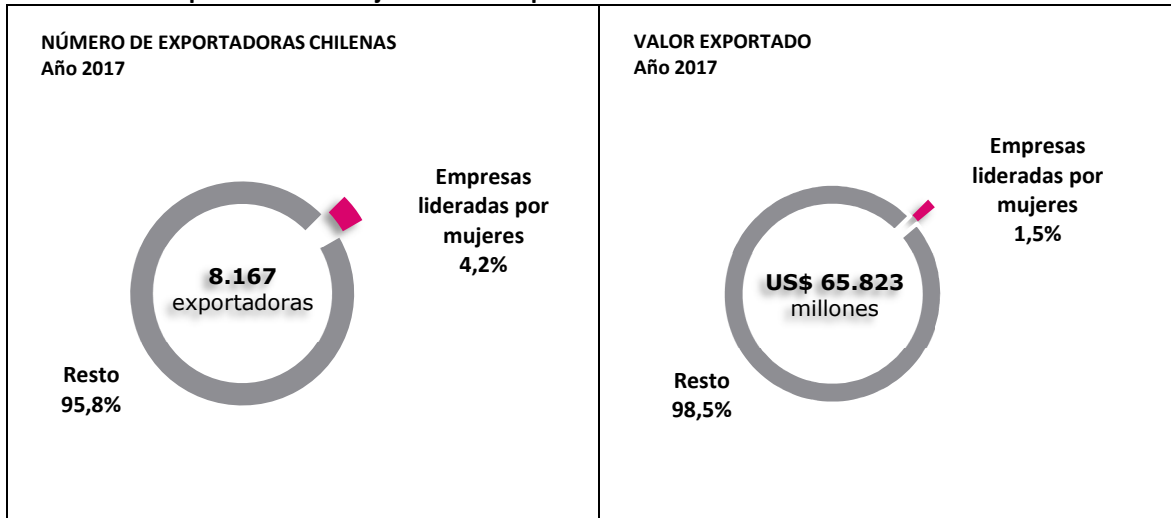 NÚMERO DE EXPORTADORAS CHILENAS
Año 2017
Empresas
lideradas por
mujeres
4,2%
8.167
exportadoras
Resto
95,8%
VALOR EXPORTADO
Año 2017
Empresas
lideradas por
mujeres
1,5%
US$ 65.823
millones
Resto
98,5%